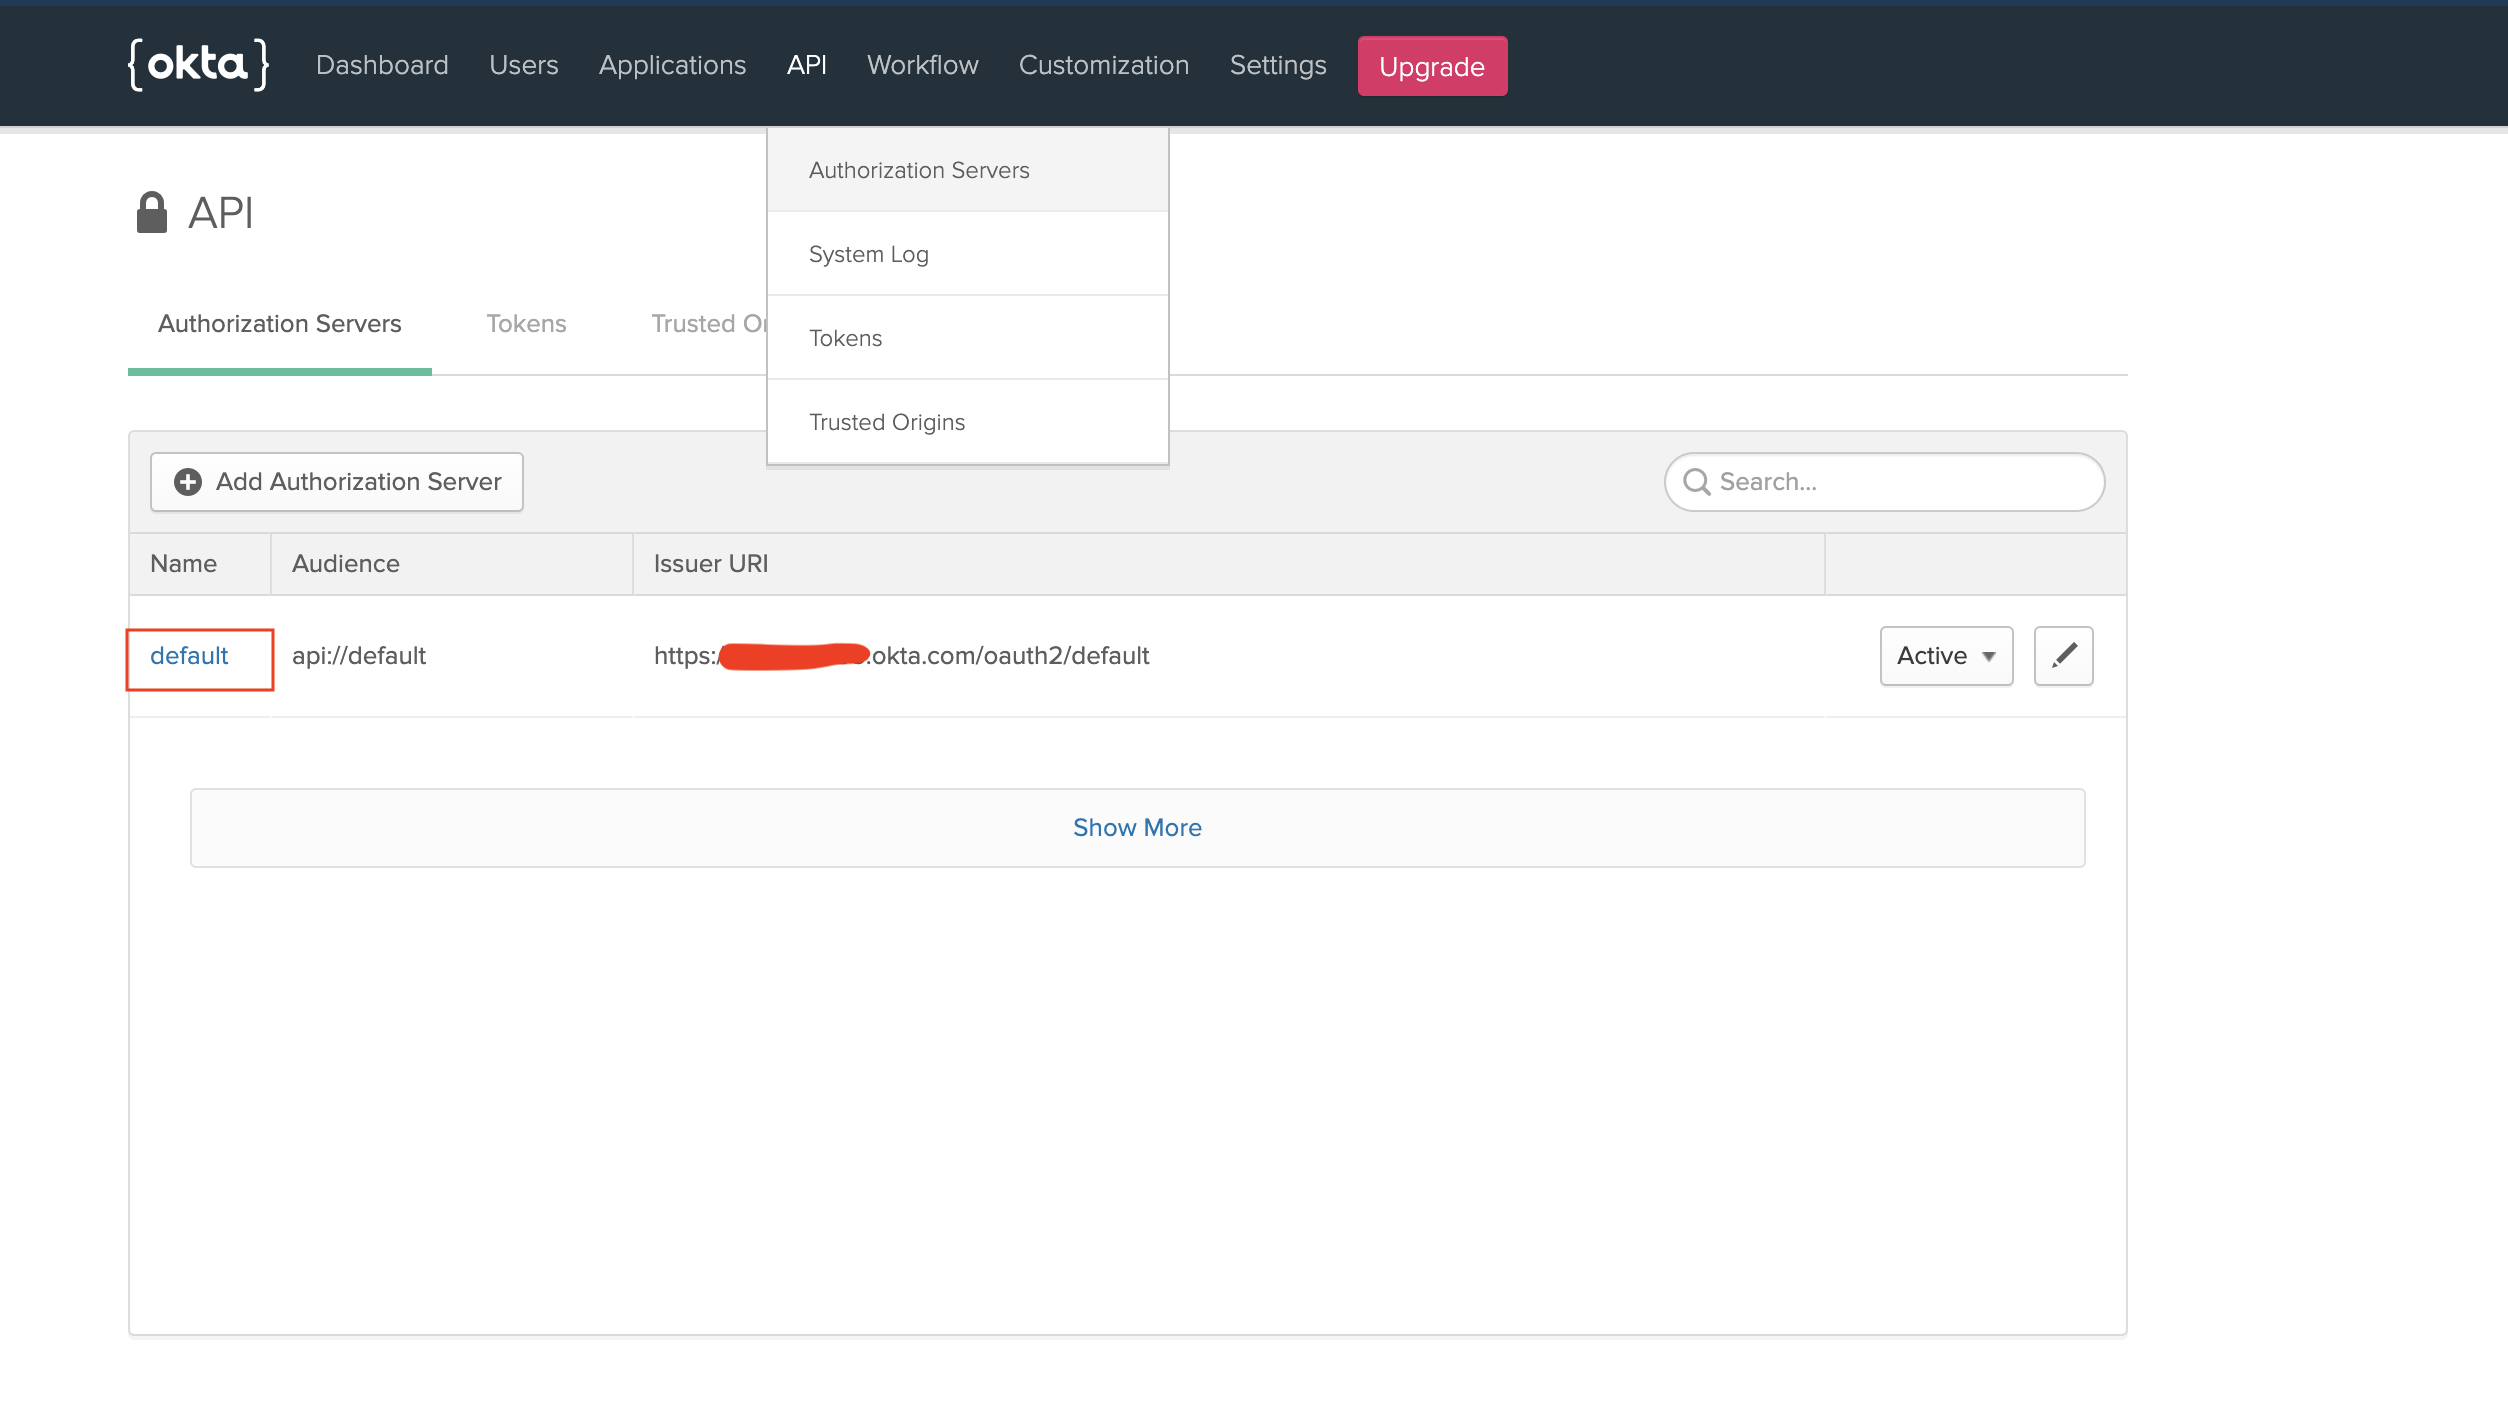 {okta} Dashboard Users Applications API Workflow Customization Settings Upgrade
Authorization Servers
System Log
Tokens
Trusted Origins
API
Authorization Servers Tokens Trusted
Add Authorization Server Search...
Name Audience Issuer URI
default api://default https:/ .okta.com/oauth2/default Active
Show More